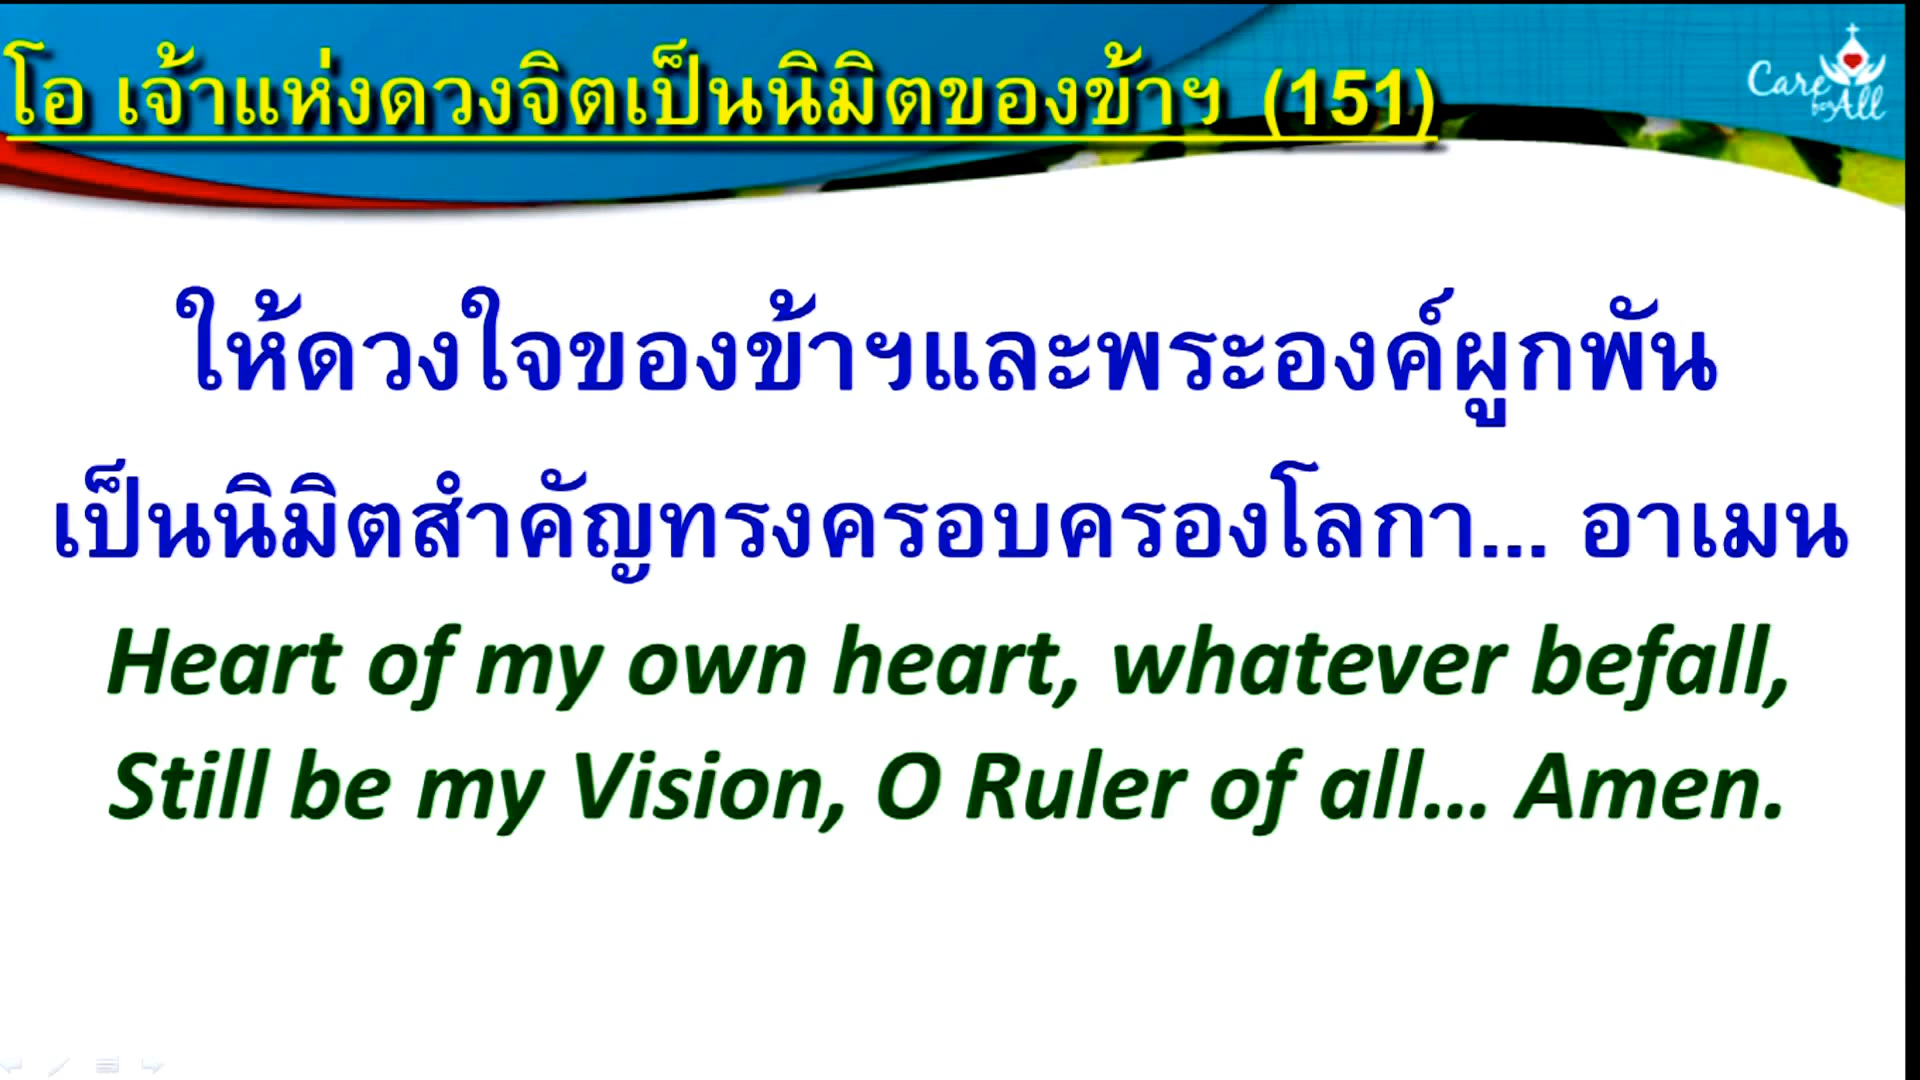 โอ เจ้าแห่งดวงจิตเป็นนิมิตของข้าฯ (151)
Care
for All
ให้ดวงใจของข้าฯและพระองค์ผูกพัน
เป็นนิมิตสำคัญทรงครอบครองโลกา... อาเมน
Heart of my own heart, whatever befall,
Still be my Vision, O Ruler of all... Amen.